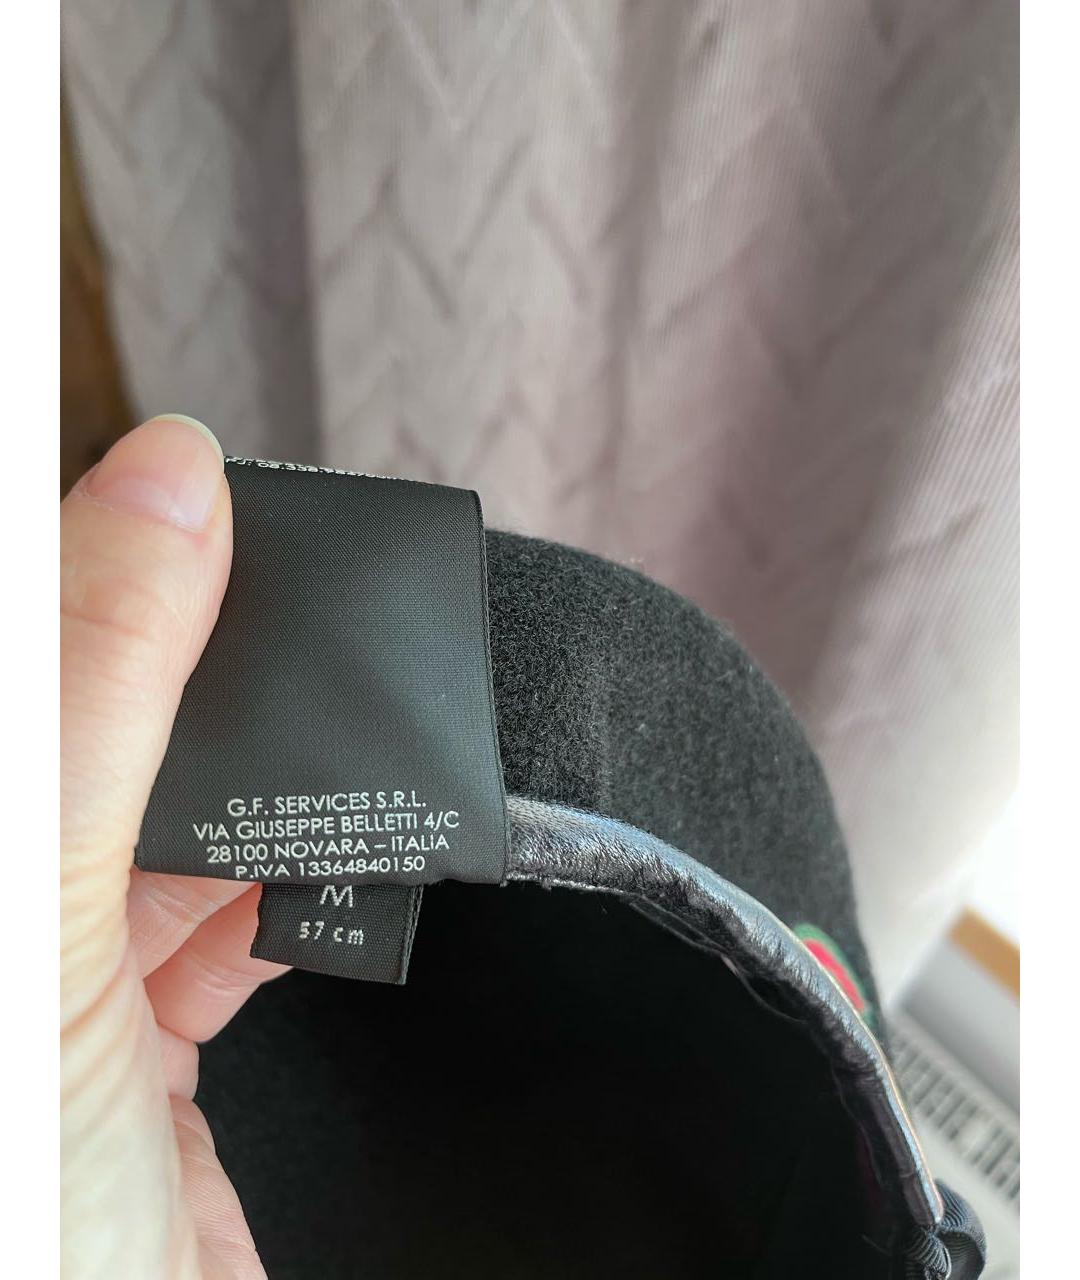 G.F. SERVICES S.R.L.
VIA GIUSEPPE BELLETTI 4/C
28100 NOVARA – ITALIA
P.IVA 13364840150
M
57 cm